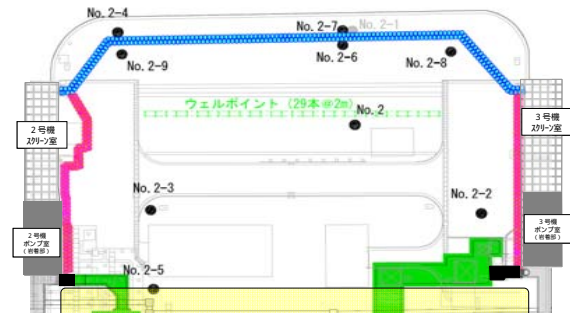 No. 2-4
No. 2-7
No. 2-1
No. 2-9
No. 2-6
No. 2-8
ウェルポイント (29本@2m)
No. 2
2号機
スクリーン室
3号機
スクリーン室
No. 2-3
No. 2-2
2号機
ポンプ室
(岩着部)
3号機
ポンプ室
(岩着部)
No. 2-5